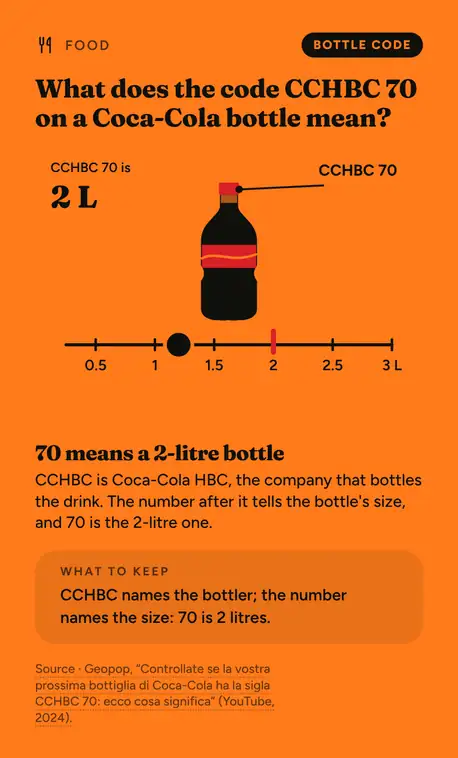 FOOD
BOTTLE CODE
What does the code CCHBC 70
on a Coca-Cola bottle mean?
CCHBC 70 is
2 L
CCHBC 70
0.5 1 1.5 2 2.5 3 L
70 means a 2-litre bottle
CCHBC is Coca-Cola HBC, the company that bottles
the drink. The number after it tells the bottle's size,
and 70 is the 2-litre one.
WHAT TO KEEP
CCHBC names the bottler; the number
names the size: 70 is 2 litres.
Source · Geopop, “Controllate se la vostra
prossima bottiglia di Coca-Cola ha la sigla
CCHBC 70: ecco cosa significa” (YouTube,
2024).